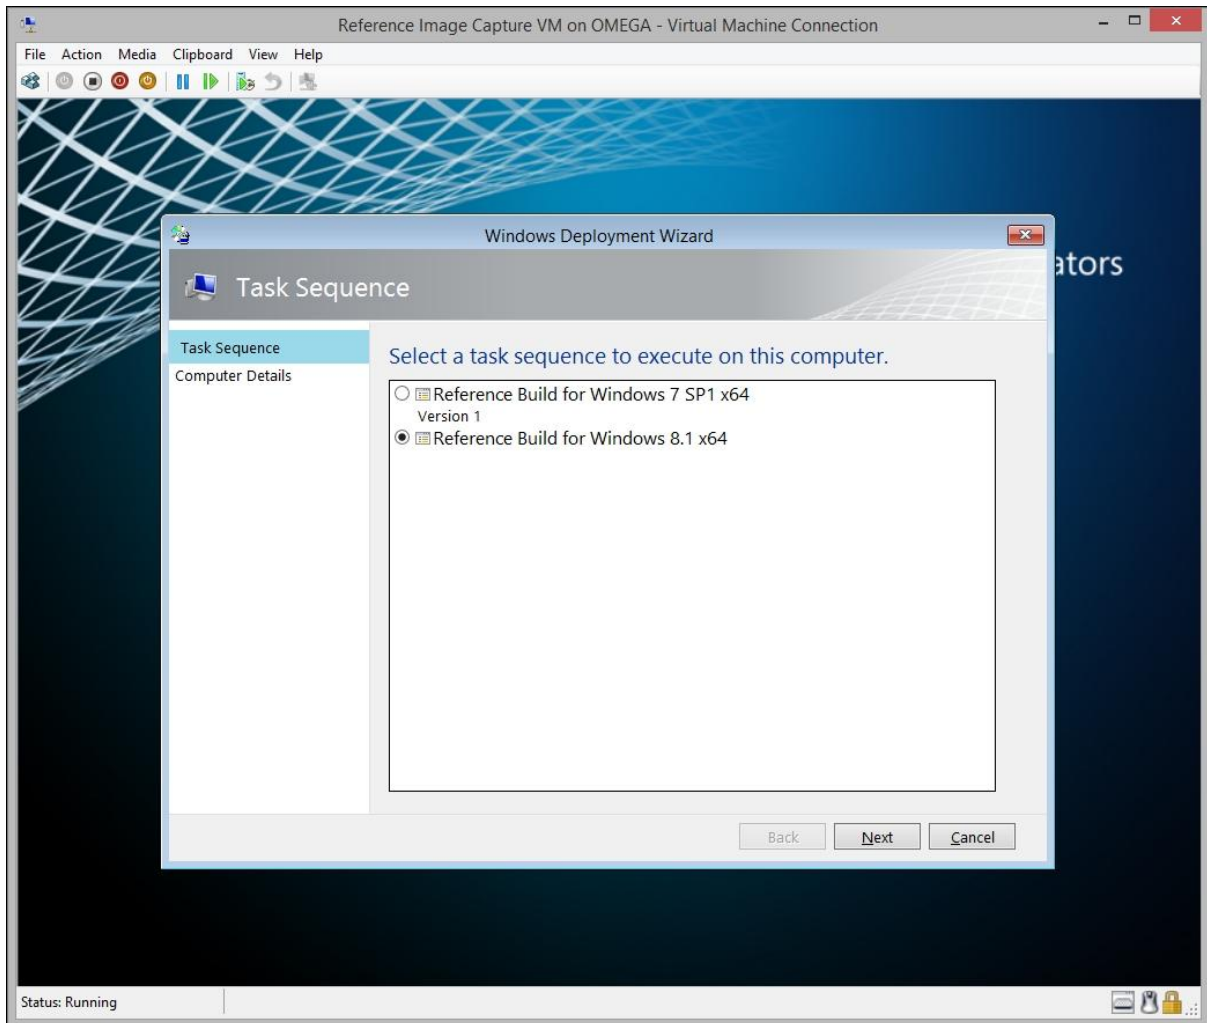 Reference Image Capture VM on OMEGA - Virtual Machine Connection
File Action Media Clipboard View Help
Windows Deployment Wizard
ators
Task Sequence
Task Sequence
Computer Details
Select a task sequence to execute on this computer.
Reference Build for Windows 7 SP1 x64
Version 1
Reference Build for Windows 8.1 x64
Back Next Cancel
Status: Running